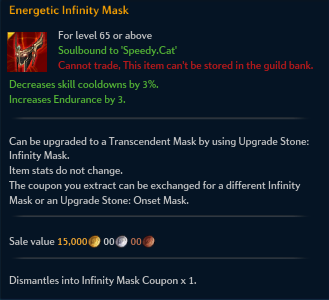 Energetic Infinity Mask
For level 65 or above
Soulbound to 'Speedy.Cat'
Cannot trade. This item can't be stored in the guild bank.
Decreases skill cooldowns by 3%.
Increases Endurance by 3.
Can be upgraded to a Transcendent Mask by using Upgrade Stone:
Infinity Mask.
Item stats do not change.
The coupon you extract can be exchanged for a different Infinity
Mask or an Upgrade Stone: Onset Mask.
Sale value 15,000 00 00
Dismantles into Infinity Mask Coupon x 1.